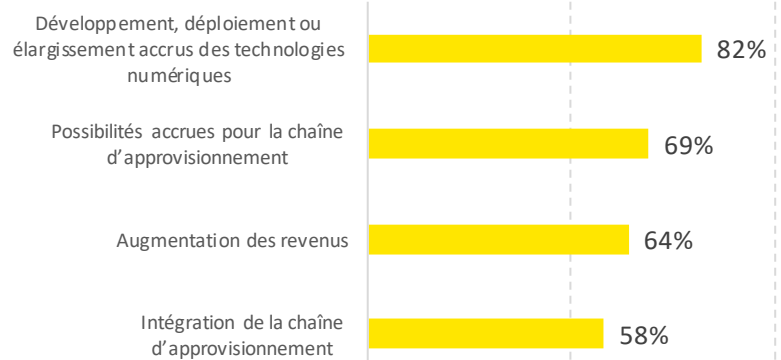 Développement, déploiement ou
élargissement accrus des technologies
numériques
82%
Possibilités accrues pour la chaîne
d’approvisionnement
69%
Augmentation des revenus
64%
Intégration de la chaîne
d’approvisionnement
58%